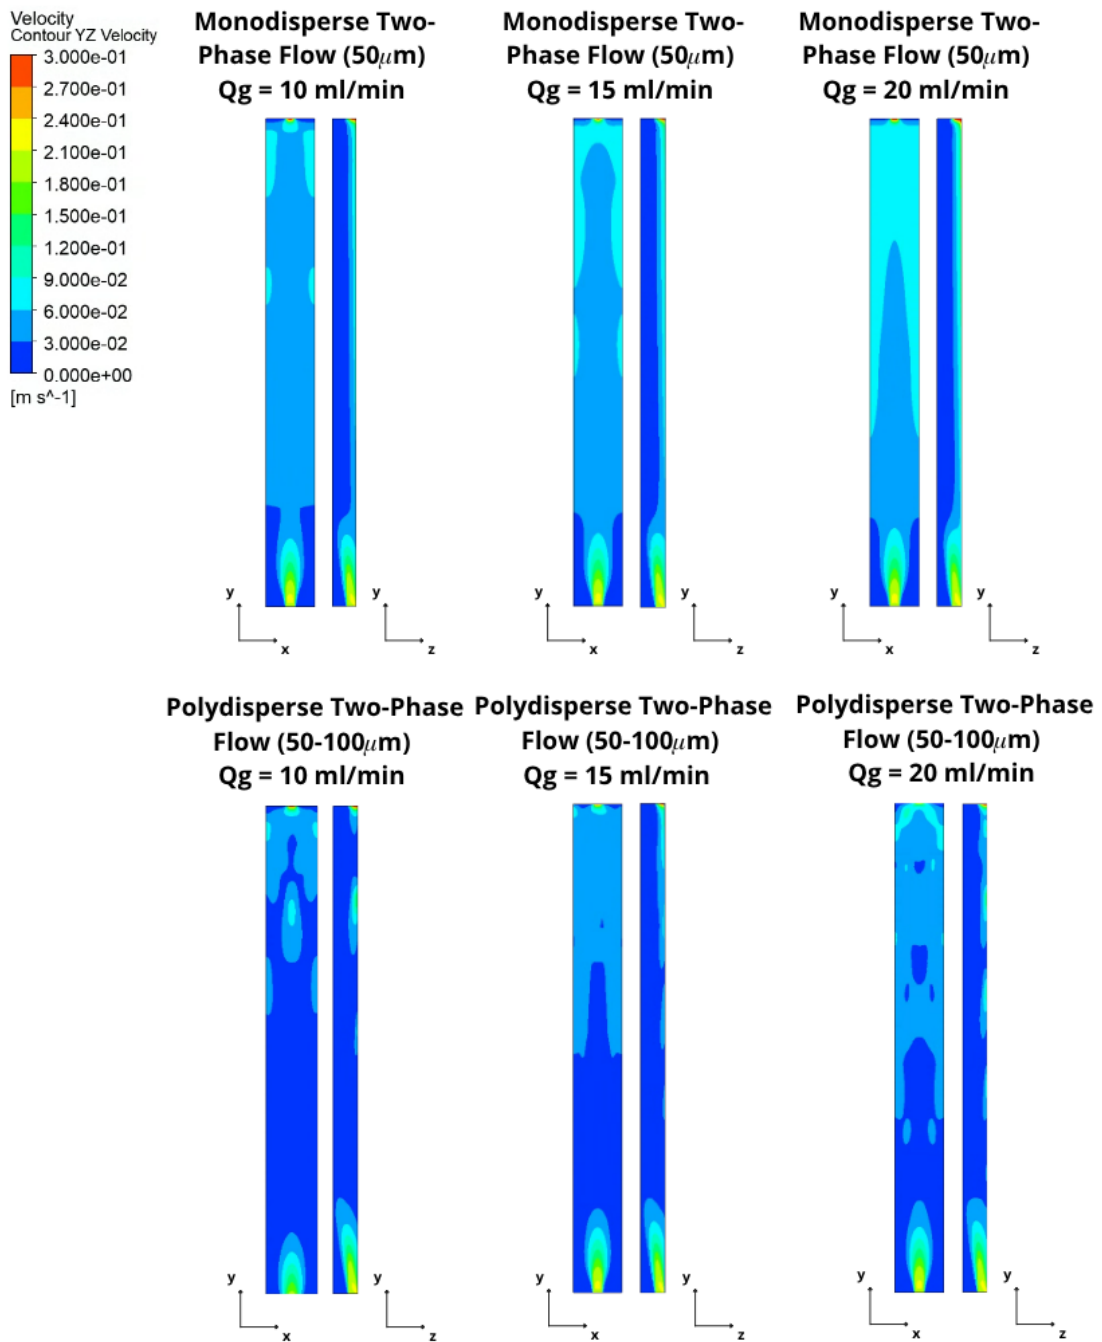 Velocity
Contour YZ Velocity
3.000e-01
2.700e-01
2.400e-01
2.100e-01
1.800e-01
1.500e-01
1.200e-01
9.000e-02
6.000e-02
3.000e-02
0.000e+00
[m s^-1]
Monodisperse Two-
Phase Flow (50μm)
Qg = 10 ml/min
Monodisperse Two-
Phase Flow (50μm)
Qg = 15 ml/min
Monodisperse Two-
Phase Flow (50μm)
Qg = 20 ml/min
y
x
y
z
y
x
y
z
y
x
y
z
Polydisperse Two-Phase
Flow (50-100μm)
Qg = 10 ml/min
Polydisperse Two-Phase
Flow (50-100μm)
Qg = 15 ml/min
Polydisperse Two-Phase
Flow (50-100μm)
Qg = 20 ml/min
y
x
y
z
y
x
y
z
y
x
y
z